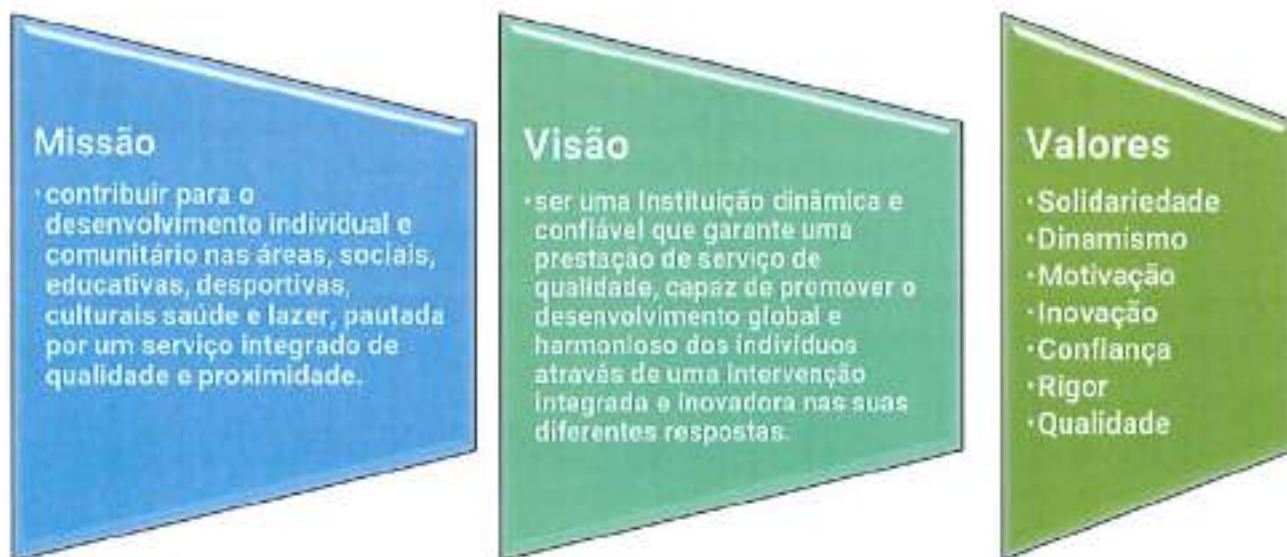 Missão
·contribuir para o
desenvolvimento individual e
comunitário nas áreas, sociais,
educativas, desportivas,
culturais saúde e lazer, pautada
por um serviço integrado de
qualidade e proximidade.
Visão
·ser uma Instituição dinâmica e
confiável que garante uma
prestação de serviço de
qualidade, capaz de promover o
desenvolvimento global e
harmonioso dos indivíduos
através de uma intervenção
integrada e inovadora nas suas
diferentes respostas.
Valores
·Solidariedade
·Dinamismo
·Motivação
·Inovação
·Confiança
·Rigor
·Qualidade